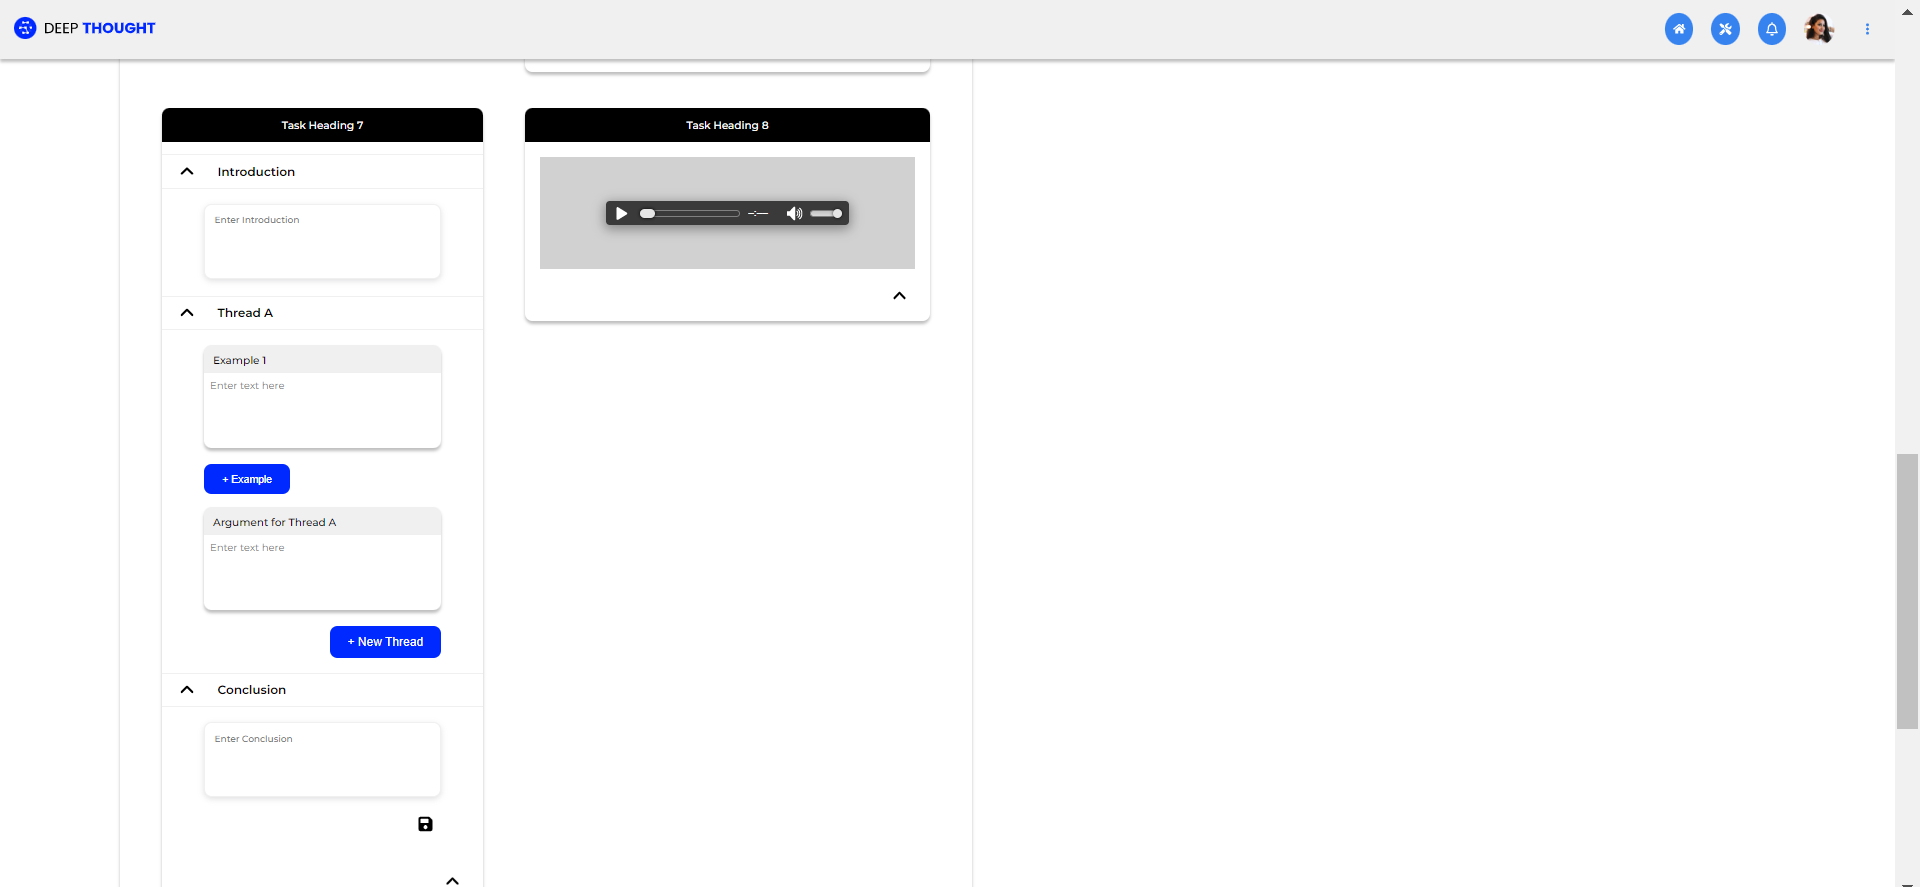 DEEP THOUGHT
Task Heading 7
Introduction
Enter Introduction
Thread A
Example 1
Enter text here
+ Example
Argument for Thread A
Enter text here
+ New Thread
Conclusion
Enter Conclusion
Task Heading 8